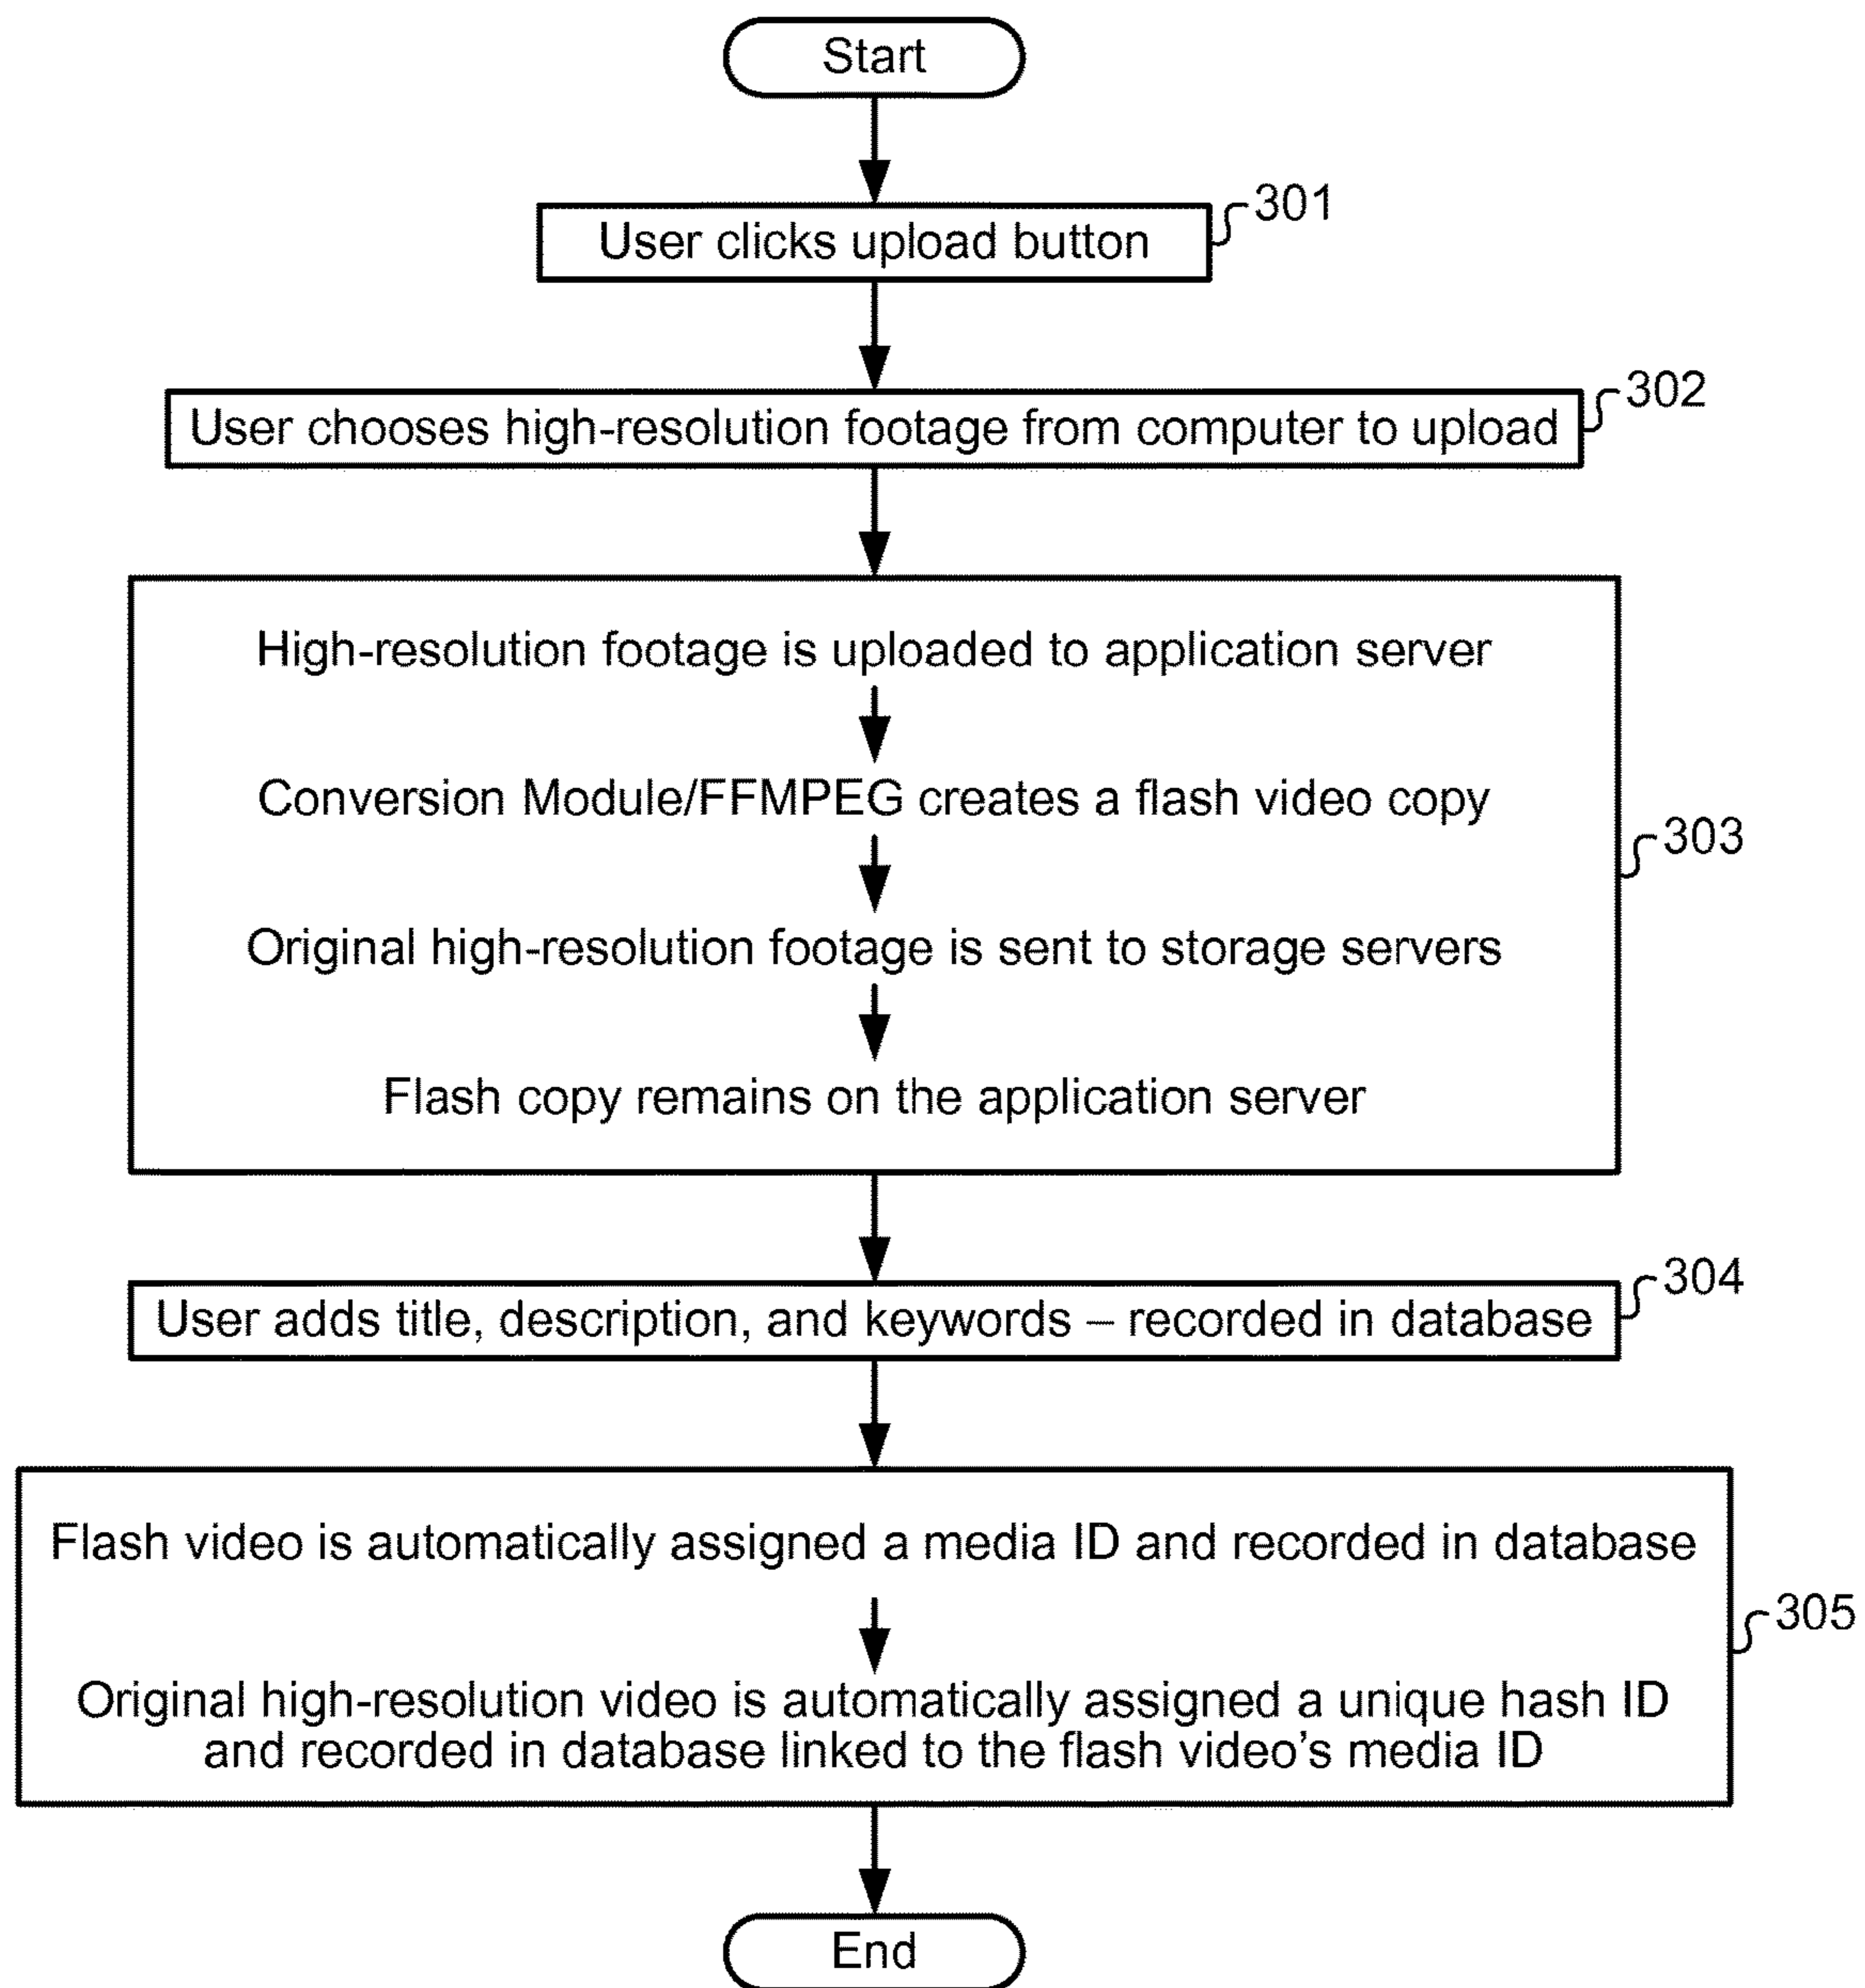 Start
User clicks upload button
301
User chooses high-resolution footage from computer to upload
302
High-resolution footage is uploaded to application server
Conversion Module/FFMPEG creates a flash video copy
303
Original high-resolution footage is sent to storage servers
Flash copy remains on the application server
User adds title, description, and keywords – recorded in database
304
Flash video is automatically assigned a media ID and recorded in database
305
Original high-resolution video is automatically assigned a unique hash ID
and recorded in database linked to the flash video's media ID
End